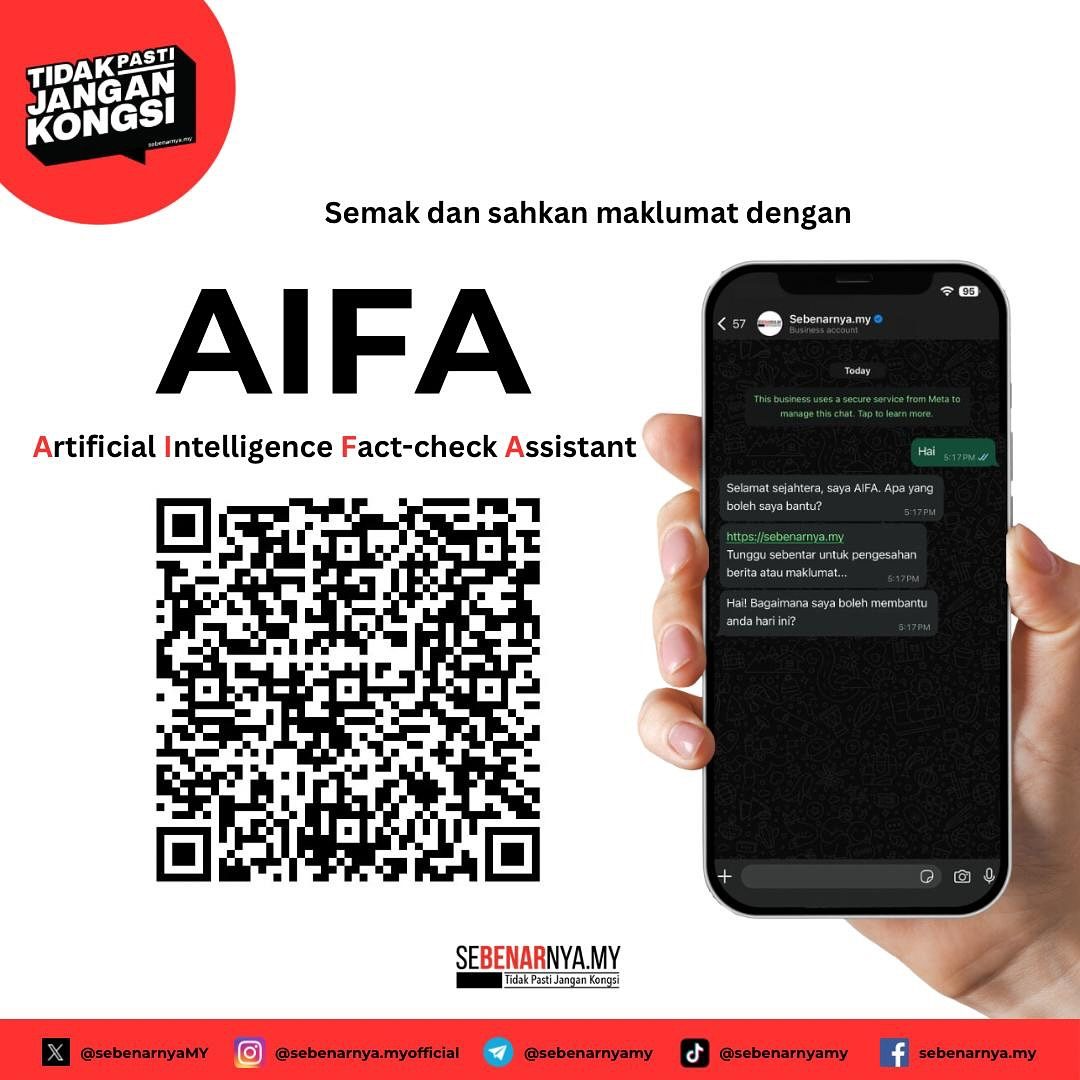 TIDAK PASTI
JANGAN
KONGSI
sebenarnya.my
Semak dan sahkan maklumat dengan
AIFA
Artificial Intelligence Fact-check Assistant
95
57
Sebenarnya.my
Business account
Today
This business uses a secure service from Meta to
manage this chat. Tap to learn more.
Hai 5:17 PM
Selamat sejahtera, saya AIFA. Apa yang
boleh saya bantu?
5:17 PM
https://sebenarnya.my
Tunggu sebentar untuk pengesahan
berita atau maklumat...
5:17 PM
Hai! Bagaimana saya boleh membantu
anda hari ini?
5:17 PM
SEBENARNYA.MY
Tidak Pasti Jangan Kongsi
@sebenarnyaMY @sebenarnya.myofficial @sebenarnyamy @sebenarnyamy sebenarnya.my